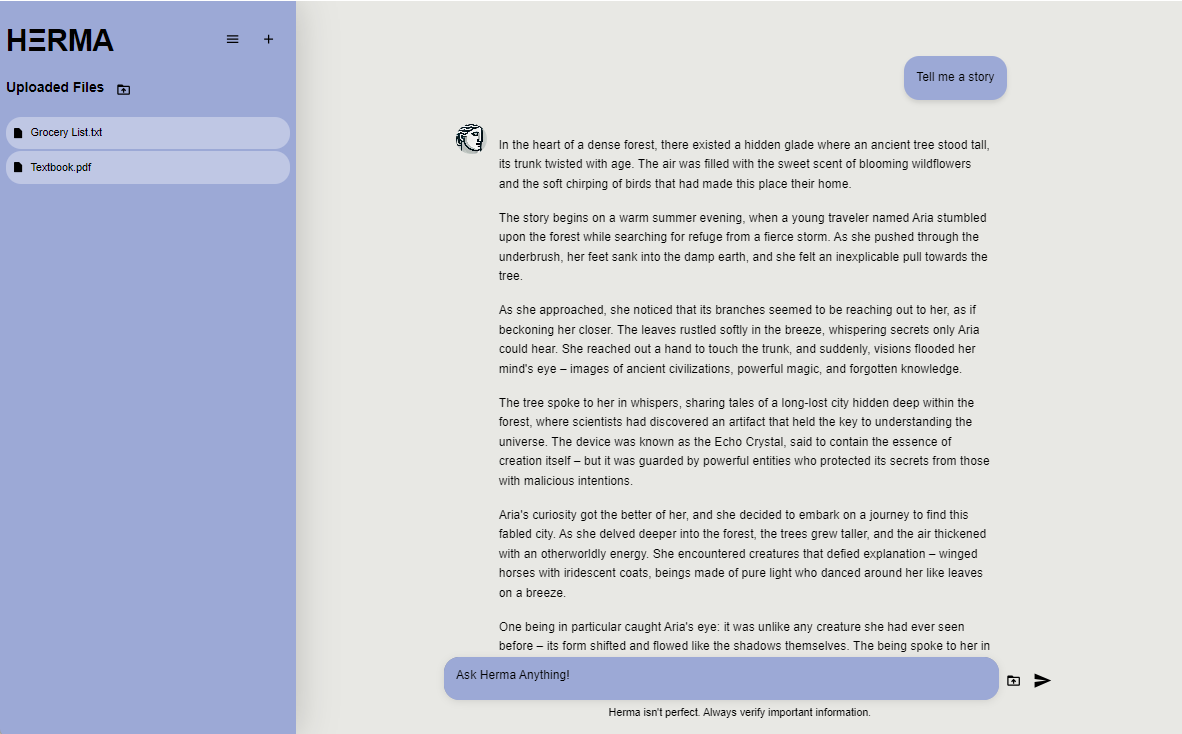 HERMA
Uploaded Files
Grocery List.txt
Textbook.pdf
Tell me a story
In the heart of a dense forest, there existed a hidden glade where an ancient tree stood tall,
its trunk twisted with age. The air was filled with the sweet scent of blooming wildflowers
and the soft chirping of birds that had made this place their home.
The story begins on a warm summer evening, when a young traveler named Aria stumbled
upon the forest while searching for refuge from a fierce storm. As she pushed through the
underbrush, her feet sank into the damp earth, and she felt an inexplicable pull towards the
tree.
As she approached, she noticed that its branches seemed to be reaching out to her, as if
beckoning her closer. The leaves rustled softly in the breeze, whispering secrets only Aria
could hear. She reached out a hand to touch the trunk, and suddenly, visions flooded her
mind's eye – images of ancient civilizations, powerful magic, and forgotten knowledge.
The tree spoke to her in whispers, sharing tales of a long-lost city hidden deep within the
forest, where scientists had discovered an artifact that held the key to understanding the
universe. The device was known as the Echo Crystal, said to contain the essence of
creation itself – but it was guarded by powerful entities who protected its secrets from those
with malicious intentions.
Aria's curiosity got the better of her, and she decided to embark on a journey to find this
fabled city. As she delved deeper into the forest, the trees grew taller, and the air thickened
with an otherworldly energy. She encountered creatures that defied explanation – winged
horses with iridescent coats, beings made of pure light who danced around her like leaves
on a breeze.
One being in particular caught Aria's eye: it was unlike any creature she had ever seen
before – its form shifted and flowed like the shadows themselves. The being spoke to her in
Ask Herma Anything!
Herma isn't perfect. Always verify important information.